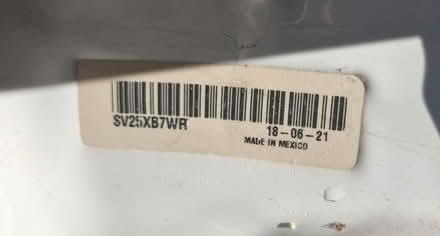 SV25XB7WR
18-06-21
MADE IN MEXICO